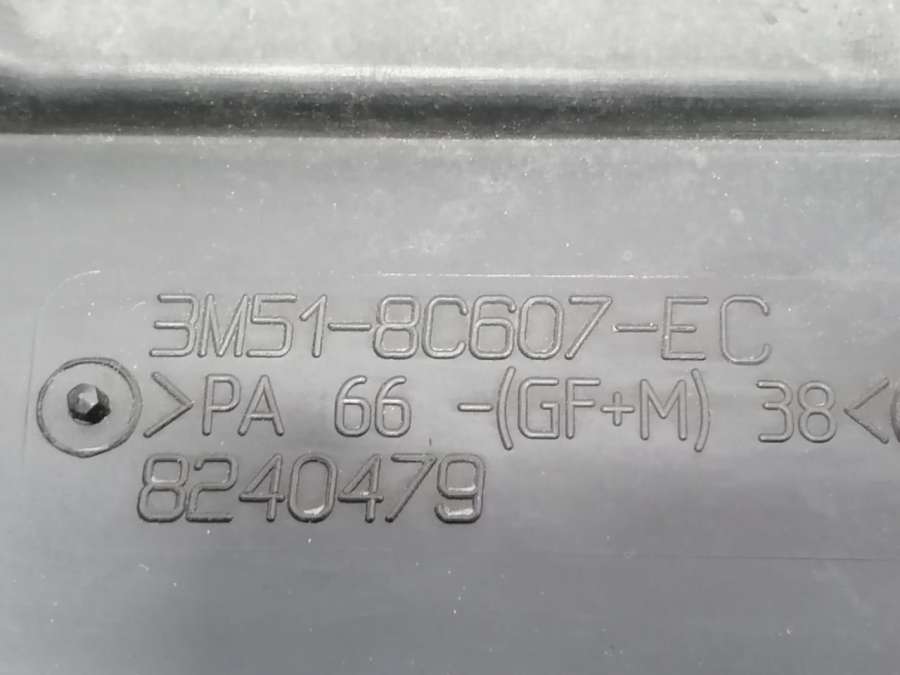 3M51-8C607-EC
>PA 66 -(GF+M) 38<
8240479